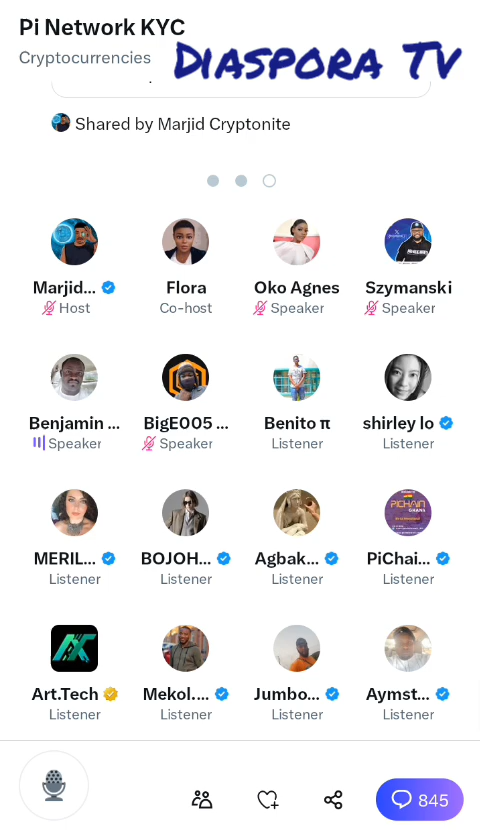 Pi Network KYC
Cryptocurrencies
DIASPORA TV
Shared by Marjid Cryptonite
Marjid... Flora Oko Agnes Szymanski
Host Co-host Speaker Speaker
Benjamin ... BigE005 ... Benito π shirley lo
Speaker Speaker Listener Listener
MERIL... BOJOH... Agbak... PiChai...
Listener Listener Listener Listener
Art.Tech Mekol.... Jumbo... Aymst...
Listener Listener Listener Listener
845